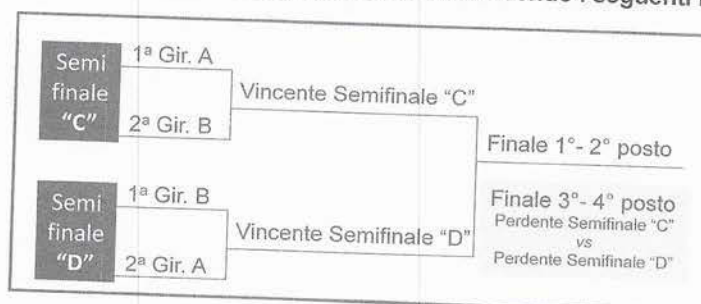 seguenti
Semi
finale
"C"
1ª Gir. A
2ª Gir. B
Vincente Semifinale "C"
Semi
finale
"D"
1ª Gir. B
2ª Gir. A
Vincente Semifinale "D"
Finale 1°- 2° posto
Finale 3°- 4° posto
Perdente Semifinale "C"
vs
Perdente Semifinale "D"